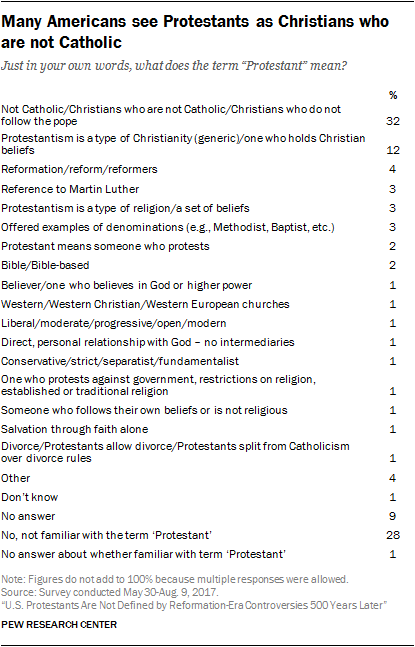 Many Americans see Protestants as Christians who
are not Catholic
Just in your own words, what does the term “Protestant” mean?
%
Not Catholic/Christians who are not Catholic/Christians who do not
follow the pope 32
Protestantism is a type of Christianity (generic)/one who holds Christian
beliefs 12
Reformation/reform/reformers 4
Reference to Martin Luther 3
Protestantism is a type of religion/a set of beliefs 3
Offered examples of denominations (e.g., Methodist, Baptist, etc.) 3
Protestant means someone who protests 2
Bible/Bible-based 2
Believer/one who believes in God or higher power 1
Western/Western Christian/Western European churches 1
Liberal/moderate/progressive/open/modern 1
Direct, personal relationship with God – no intermediaries 1
Conservative/strict/separatist/fundamentalist 1
One who protests against government, restrictions on religion,
established or traditional religion 1
Someone who follows their own beliefs or is not religious 1
Salvation through faith alone 1
Divorce/Protestants allow divorce/Protestants split from Catholicism
over divorce rules 1
Other 4
Don’t know 1
No answer 9
No, not familiar with the term ‘Protestant’ 28
No answer about whether familiar with term ‘Protestant’ 1
Note: Figures do not add to 100% because multiple responses were allowed.
Source: Survey conducted May 30-Aug. 9, 2017.
“U.S. Protestants Are Not Defined by Reformation-Era Controversies 500 Years Later”
PEW RESEARCH CENTER